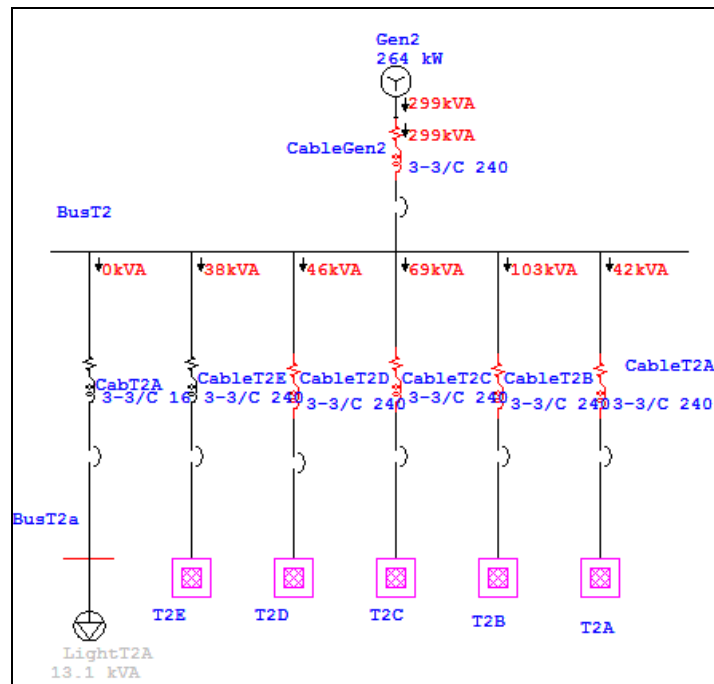 Gen2
264 kW
299kVA
299kVA
CableGen2
3-3/C 240
BusT2
0kVA
38kVA
46kVA
69kVA
103kVA
42kVA
CableT2A
CabT2A
CableT2E
CableT2D
CableT2C
CableT2B
3-3/C 16
3-3/C 240
3-3/C 240
3-3/C 240
3-3/C 240
3-3/C 240
BusT2a
T2E
T2D
T2C
T2B
T2A
LightT2A
13.1 kVA